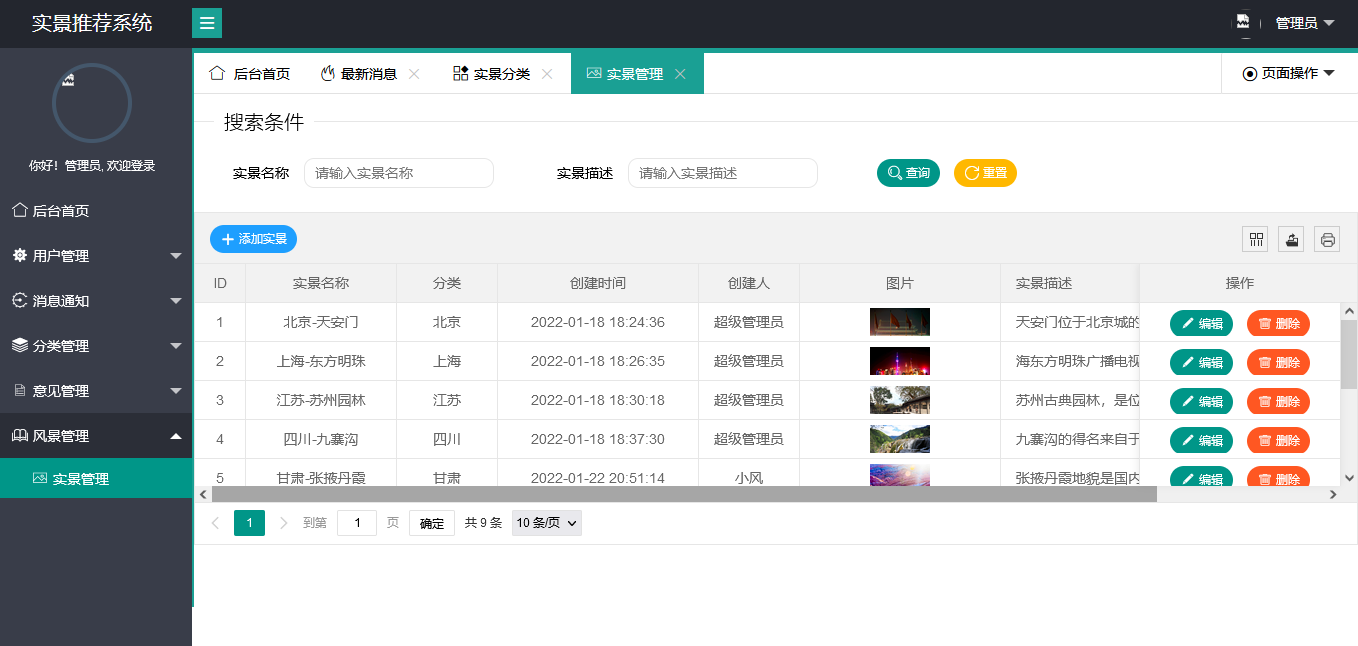 实景推荐系统
管理员
你好！管理员, 欢迎登录
后台首页
用户管理
消息通知
分类管理
意见管理
风景管理
实景管理
后台首页 最新消息 实景分类 实景管理 页面操作
搜索条件
实景名称 请输入实景名称 实景描述 请输入实景描述 查询 重置
添加实景
ID 实景名称 分类 创建时间 创建人 图片 实景描述 操作
1 北京-天安门 北京 2022-01-18 18:24:36 超级管理员 天安门位于北京城的 编辑 删除
2 上海-东方明珠 上海 2022-01-18 18:26:35 超级管理员 海东方明珠广播电视 编辑 删除
3 江苏-苏州园林 江苏 2022-01-18 18:30:18 超级管理员 苏州古典园林，是位 编辑 删除
4 四川-九寨沟 四川 2022-01-18 18:37:30 超级管理员 九寨沟的得名来自于 编辑 删除
5 甘肃-张掖丹霞 甘肃 2022-01-22 20:51:14 小风 张掖丹霞地貌是国内 编辑 删除
1 到第 1 页 确定 共 9 条 10 条/页